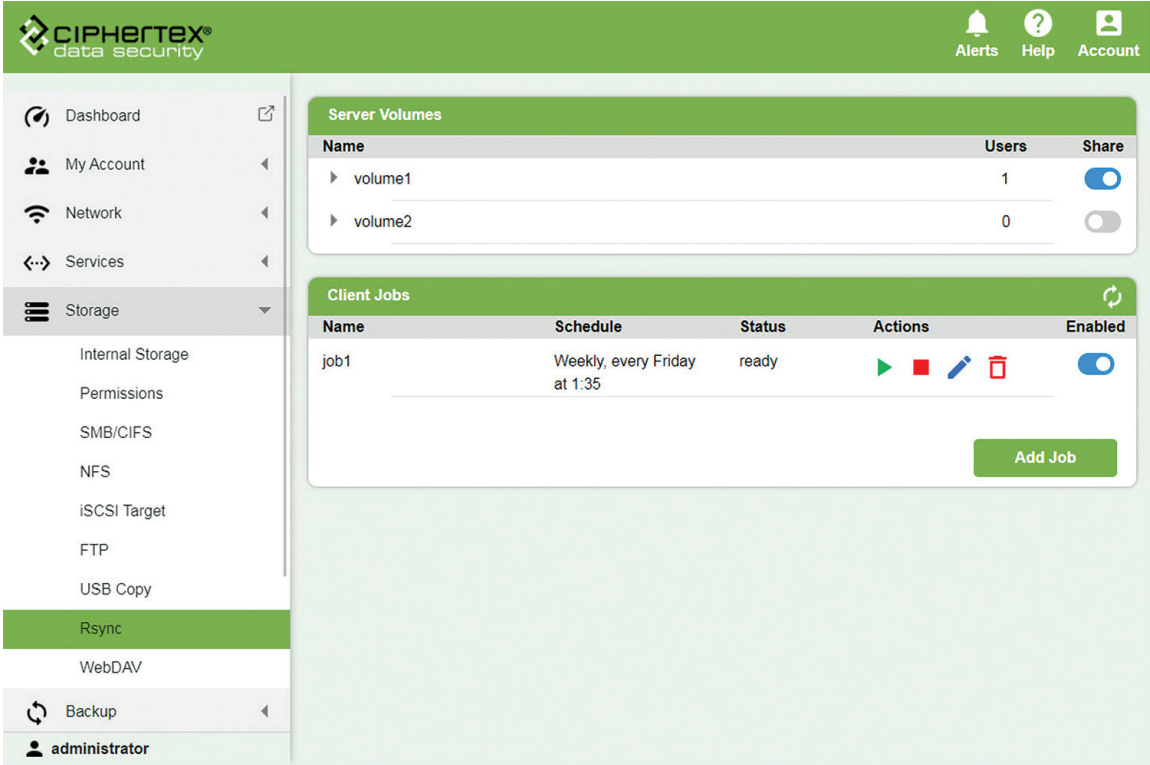 CIPHERTEX®
data security
Alerts Help Account
Dashboard
My Account
Network
Services
Storage
Internal Storage
Permissions
SMB/CIFS
NFS
iSCSI Target
FTP
USB Copy
Rsync
WebDAV
Backup
administrator
Server Volumes
Name Users Share
volume1 1
volume2 0
Client Jobs
Name Schedule Status Actions Enabled
job1 Weekly, every Friday ready
at 1:35
Add Job